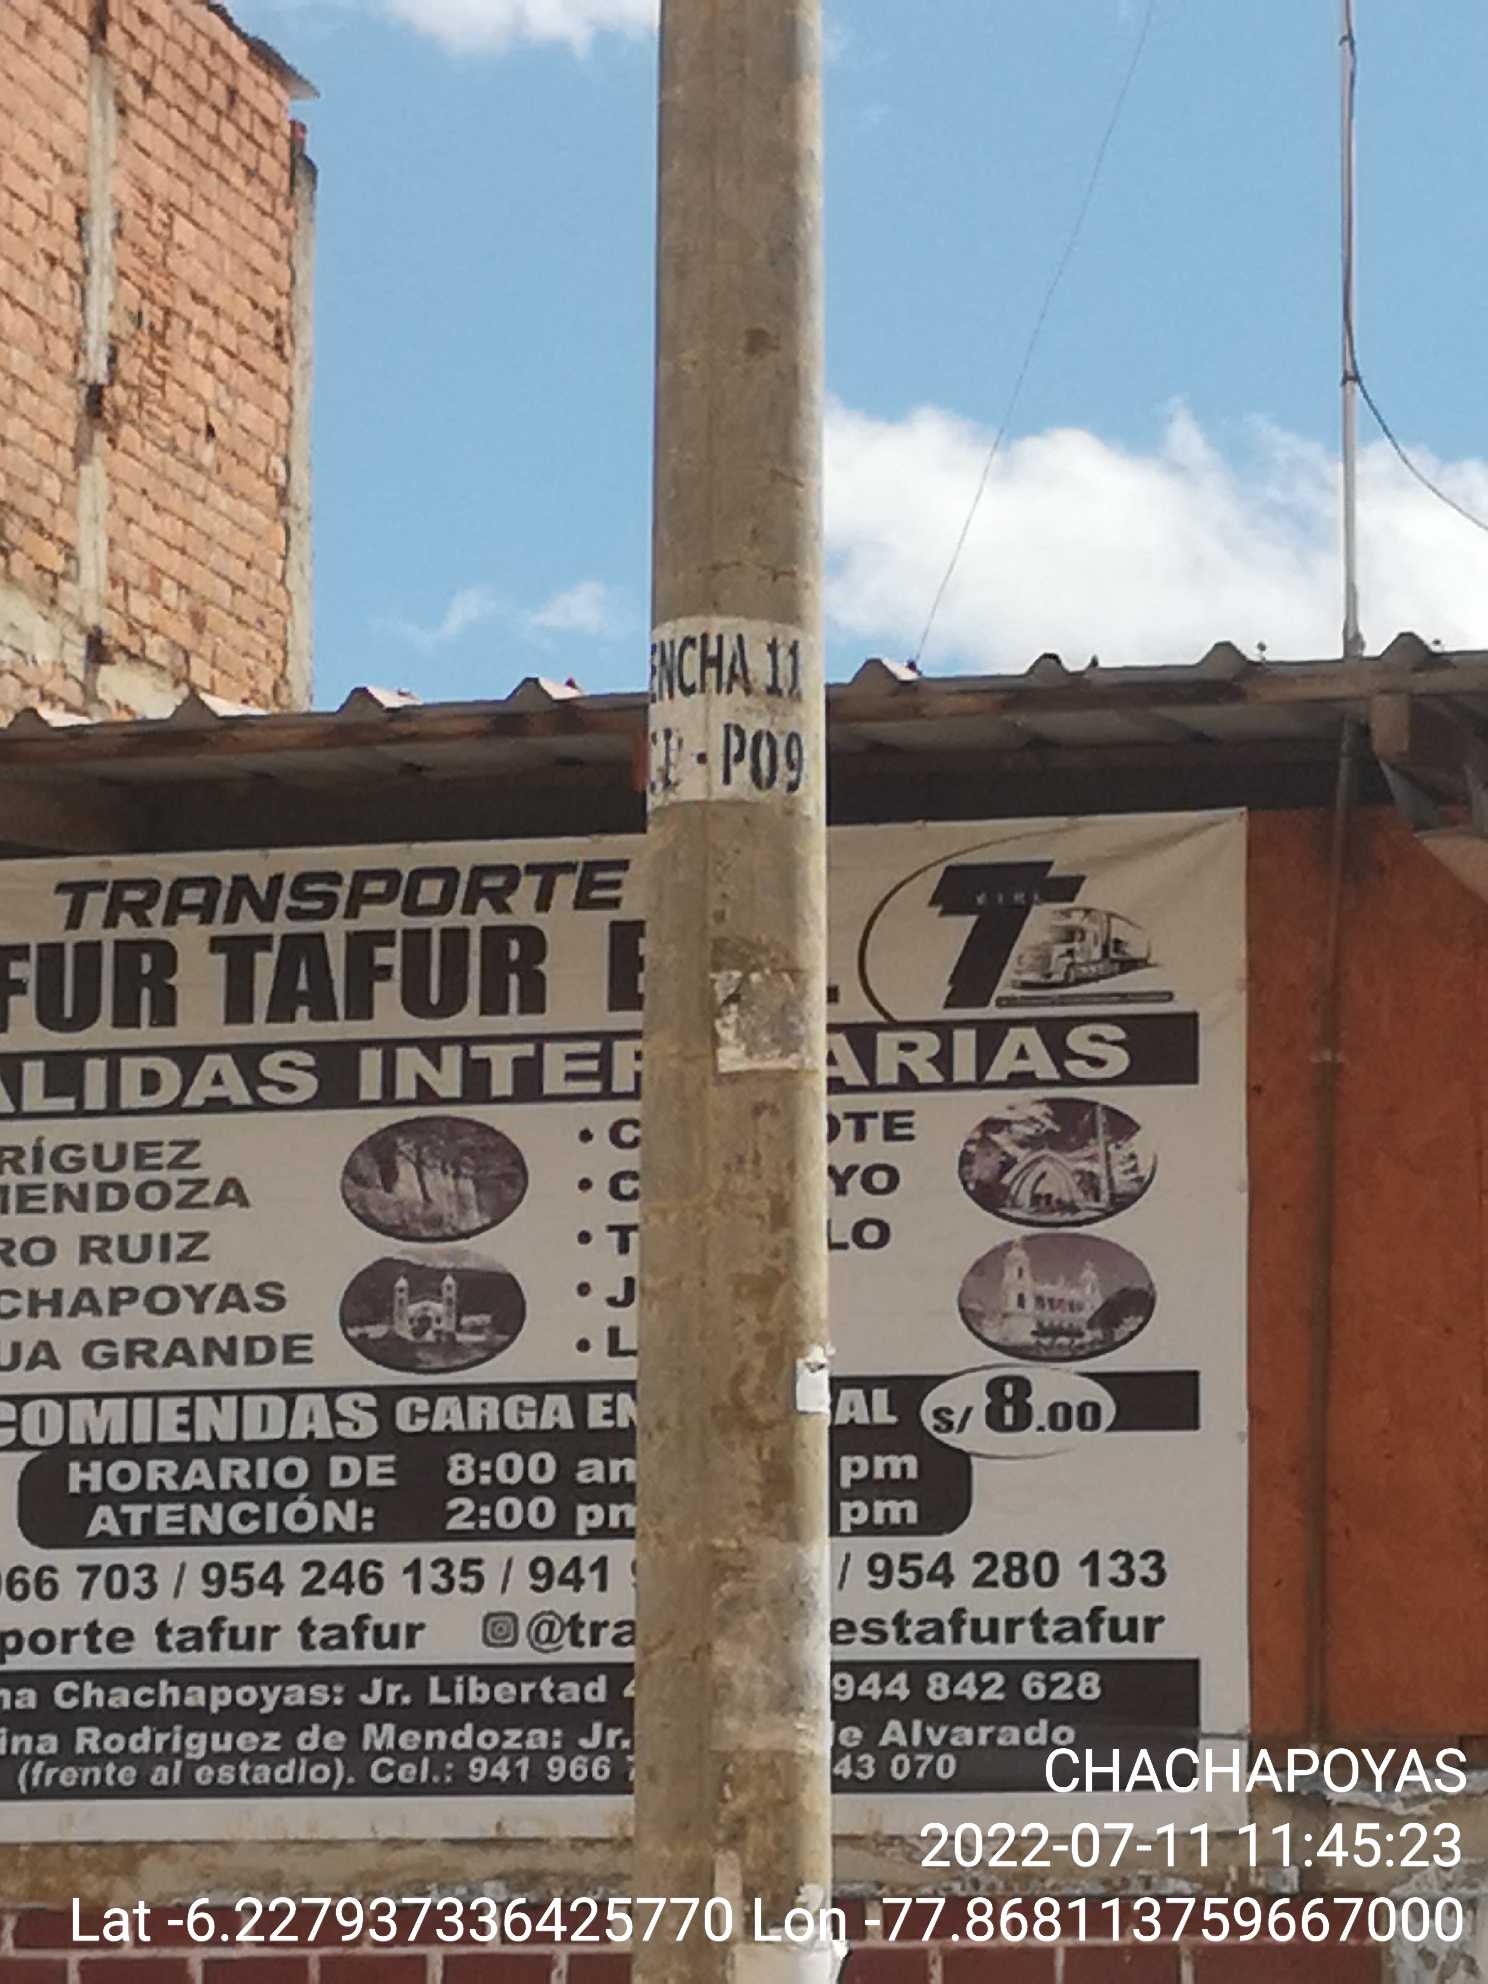 ENCHA 11
- P09
TRANSPORTE
FUR TAFUR
ALIDAS INTER ARIAS
RÍGUEZ
MENDOZA
RO RUIZ
CHAPOYAS
UA GRANDE
• C OTE
• C YO
• T LO
• J
• L
COMIENDAS CARGA EN AL S/ 8.00
HORARIO DE 8:00 am pm
ATENCIÓN: 2:00 pm pm
966 703 / 954 246 135 / 941 / 954 280 133
porte tafur tafur @tra estafurtafur
na Chachapoyas: Jr. Libertad 944 842 628
ina Rodriguez de Mendoza: Jr. de Alvarado
(frente al estadio). Cel.: 941 966 43 070
CHACHAPOYAS
2022-07-11 11:45:23
Lat -6.227937336425770 Lon -77.868113759667000